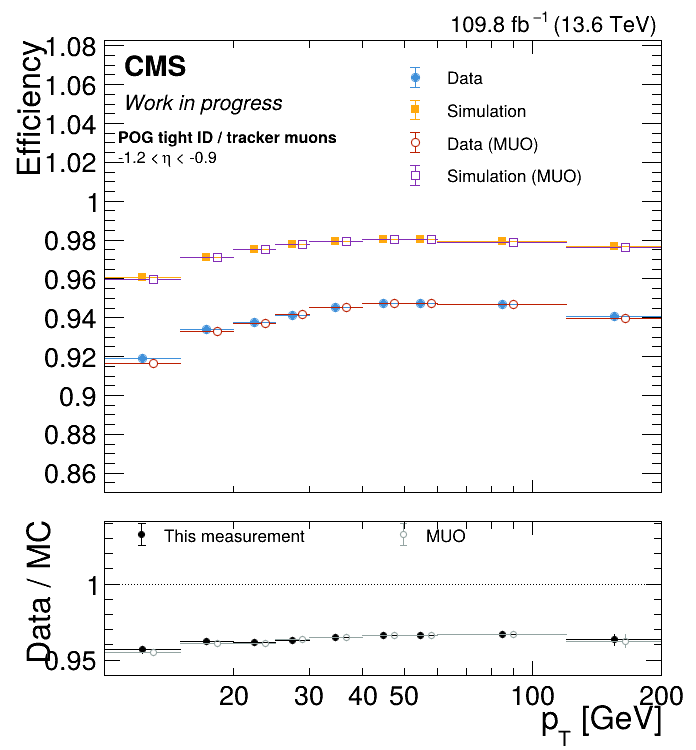 109.8 fb⁻¹ (13.6 TeV)
Efficiency
1.08
1.06
1.04
1.02
1
0.98
0.96
0.94
0.92
0.9
0.88
0.86
CMS
Work in progress
POG tight ID / tracker muons
-1.2 < η < -0.9
Data
Simulation
Data (MUO)
Simulation (MUO)
Data / MC
This measurement
MUO
1
0.95
20 30 40 50 100 200
p_T [GeV]